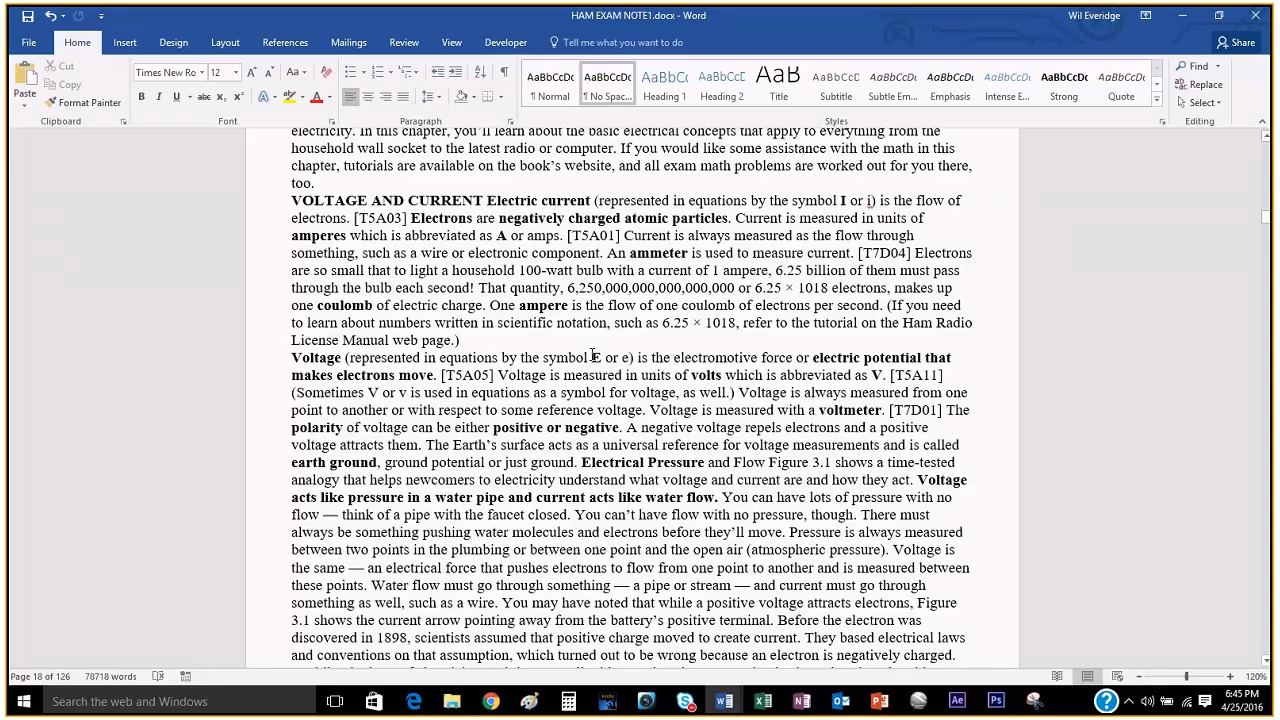 HAM EXAM NOTE1.docx - Word
Wil Everidge
File Home Insert Design Layout References Mailings Review View Developer Tell me what you want to do Share
Paste
Cut
Copy
Format Painter
Clipboard
Times New Ro 12
Font
Paragraph
AaBbCcDc AaBbCcDc AaBbCc AaBbCcC AaB AaBbCcC AaBbCcDc AaBbCcDc AaBbCcDc AaBbCcDc AaBbCcDc
¶ Normal ¶ No Spac... Heading 1 Heading 2 Title Subtitle Subtle Em... Emphasis Intense E... Strong Quote
Styles
Find
Replace
Select
Editing
electricity. In this chapter, you’ll learn about the basic electrical concepts that apply to everything from the
household wall socket to the latest radio or computer. If you would like some assistance with the math in this
chapter, tutorials are available on the book’s website, and all exam math problems are worked out for you there,
too.
VOLTAGE AND CURRENT Electric current (represented in equations by the symbol I or i) is the flow of
electrons. [T5A03] Electrons are negatively charged atomic particles. Current is measured in units of
amperes which is abbreviated as A or amps. [T5A01] Current is always measured as the flow through
something, such as a wire or electronic component. An ammeter is used to measure current. [T7D04] Electrons
are so small that to light a household 100-watt bulb with a current of 1 ampere, 6.25 billion of them must pass
through the bulb each second! That quantity, 6,250,000,000,000,000,000 or 6.25 × 1018 electrons, makes up
one coulomb of electric charge. One ampere is the flow of one coulomb of electrons per second. (If you need
to learn about numbers written in scientific notation, such as 6.25 × 1018, refer to the tutorial on the Ham Radio
License Manual web page.)
Voltage (represented in equations by the symbol E or e) is the electromotive force or electric potential that
makes electrons move. [T5A05] Voltage is measured in units of volts which is abbreviated as V. [T5A11]
(Sometimes V or v is used in equations as a symbol for voltage, as well.) Voltage is always measured from one
point to another or with respect to some reference voltage. Voltage is measured with a voltmeter. [T7D01] The
polarity of voltage can be either positive or negative. A negative voltage repels electrons and a positive
voltage attracts them. The Earth’s surface acts as a universal reference for voltage measurements and is called
earth ground, ground potential or just ground. Electrical Pressure and Flow Figure 3.1 shows a time-tested
analogy that helps newcomers to electricity understand what voltage and current are and how they act. Voltage
acts like pressure in a water pipe and current acts like water flow. You can have lots of pressure with no
flow — think of a pipe with the faucet closed. You can’t have flow with no pressure, though. There must
always be something pushing water molecules and electrons before they’ll move. Pressure is always measured
between two points in the plumbing or between one point and the open air (atmospheric pressure). Voltage is
the same — an electrical force that pushes electrons to flow from one point to another and is measured between
these points. Water flow must go through something — a pipe or stream — and current must go through
something as well, such as a wire. You may have noted that while a positive voltage attracts electrons, Figure
3.1 shows the current arrow pointing away from the battery’s positive terminal. Before the electron was
discovered in 1898, scientists assumed that positive charge moved to create current. They based electrical laws
and conventions on that assumption, which turned out to be wrong because an electron is negatively charged.
Page 18 of 126 78718 words 120%
Search the web and Windows
6:45 PM
4/25/2016